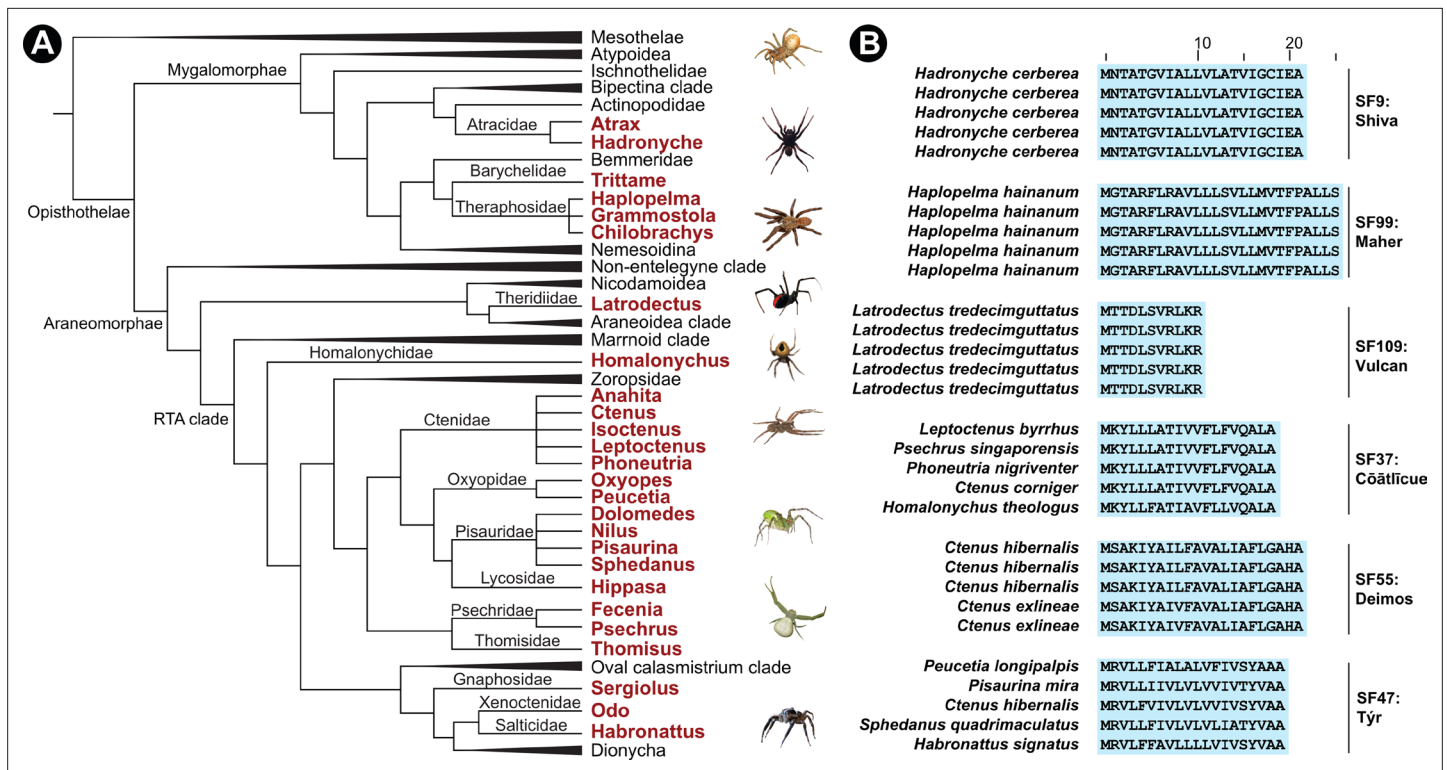 A
Mesothelae
Atypoidea
Mygalomorphae
Ischnothelidae
Bipectina clade
Actinopodidae
Atracidae
Atrax
Hadronyche
Bemmeridae
Barychelidae
Trittame
Haplopelma
Theraphosidae
Grammostola
Chilobrachys
Opisthothelae
Nemesoidina
Non-entelegyne clade
Nicodamoidea
Theridiidae
Latrodectus
Araneomorphae
Araneoidea clade
Marrnoid clade
Homalonychidae
Homalonychus
Zoropsidae
Anahita
RTA clade
Ctenidae
Ctenus
Isoctenus
Leptoctenus
Phoneutria
Oxyopidae
Oxyopes
Peucetia
Dolomedes
Pisauridae
Nilus
Pisaurina
Sphedanus
Lycosidae
Hippasa
Psechridae
Fecenia
Psechrus
Thomisidae
Thomisus
Oval calasmistrium clade
Gnaphosidae
Sergiolus
Xenoctenidae
Odo
Salticidae
Habronattus
Dionycha
B
10 20
Hadronyche cerberea MNTATGVIALLVLATVIGCIEA
Hadronyche cerberea MNTATGVIALLVLATVIGCIEA
Hadronyche cerberea MNTATGVIALLVLATVIGCIEA
Hadronyche cerberea MNTATGVIALLVLATVIGCIEA
Hadronyche cerberea MNTATGVIALLVLATVIGCIEA
SF9:
Shiva
Haplopelma hainanum MGTARFLRAVLLLSVLLMVTFPALLS
Haplopelma hainanum MGTARFLRAVLLLSVLLMVTFPALLS
Haplopelma hainanum MGTARFLRAVLLLSVLLMVTFPALLS
Haplopelma hainanum MGTARFLRAVLLLSVLLMVTFPALLS
Haplopelma hainanum MGTARFLRAVLLLSVLLMVTFPALLS
SF99:
Maher
Latrodectus tredecimguttatus MTTDLSVRLKR
Latrodectus tredecimguttatus MTTDLSVRLKR
Latrodectus tredecimguttatus MTTDLSVRLKR
Latrodectus tredecimguttatus MTTDLSVRLKR
Latrodectus tredecimguttatus MTTDLSVRLKR
SF109:
Vulcan
Leptoctenus byrrhus MKYLLLATIVVFLFVQALA
Psechrus singaporensis MKYLLLATIVVFLFVQALA
Phoneutria nigriventer MKYLLLATIVVFLFVQALA
Ctenus corniger MKYLLLATIVVFLFVQALA
Homalonychus theologus MKYLLFATIAVFLLVQALA
SF37:
Cōātlīcue
Ctenus hibernalis MSAKIYAILFAVALIAFLGAHA
Ctenus hibernalis MSAKIYAILFAVALIAFLGAHA
Ctenus hibernalis MSAKIYAILFAVALIAFLGAHA
Ctenus exlineae MSAKIYAIVFAVALIAFLGAHA
Ctenus exlineae MSAKIYAIVFAVALIAFLGAHA
SF55:
Deimos
Peucetia longipalpis MRVLLFIALALVFIVSYAAA
Pisaurina mira MRVLLIIVLVLVVIVTYVAA
Ctenus hibernalis MRVLFVIVLVLVVIVSYVAA
Sphedanus quadrimaculatus MRVLLFIVLVLVLIATYVAA
Habronattus signatus MRVLFFAVLLLLVIVSYVAA
SF47:
Týr